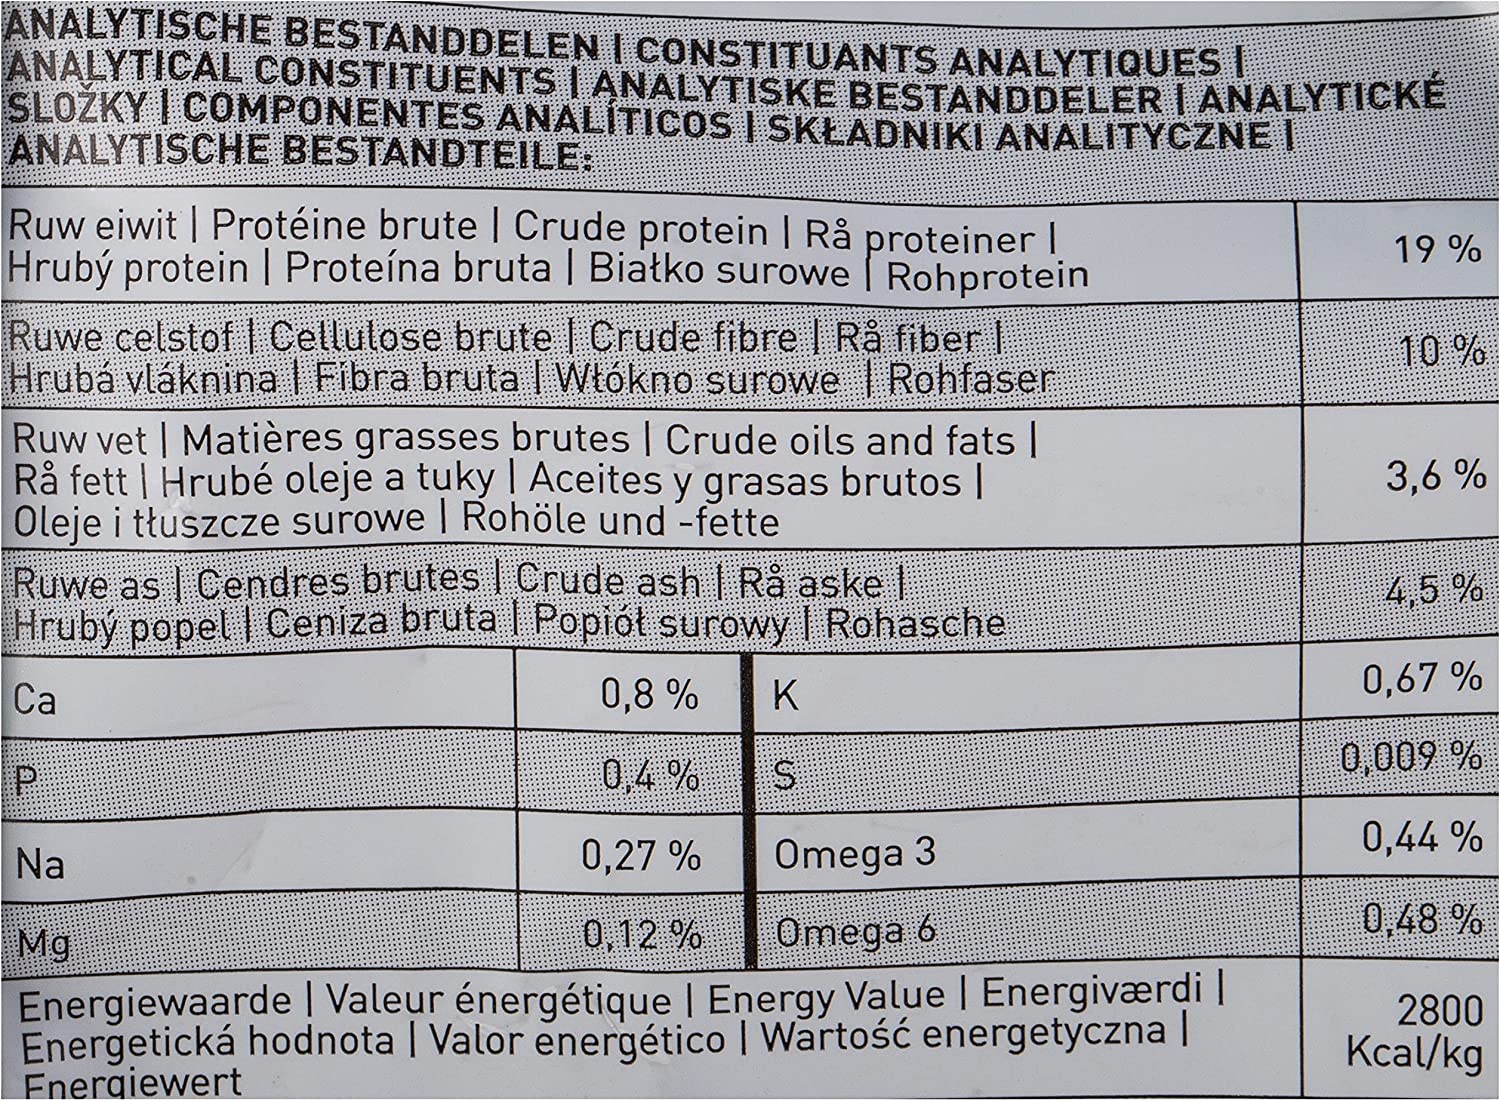 ANALYTISCHE BESTANDDELEN | CONSTITUANTS ANALYTIQUES |
ANALYTICAL CONSTITUENTS | ANALYTISKE BESTANDDELER | ANALYTICKÉ
SLOŽKY | COMPONENTES ANALÍTICOS | SKŁADNIKI ANALITYCZNE |
ANALYTISCHE BESTANDTEILE:
Ruw eiwit | Protéine brute | Crude protein | Rå proteiner |
Hrubý protein | Proteína bruta | Białko surowe | Rohprotein
19 %
Ruwe celstof | Cellulose brute | Crude fibre | Rå fiber |
Hrubá vláknina | Fibra bruta | Włókno surowe | Rohfaser
10 %
Ruw vet | Matières grasses brutes | Crude oils and fats |
Rå fett | Hrubé oleje a tuky | Aceites y grasas brutos |
Oleje i tłuszcze surowe | Rohöle und -fette
3,6 %
Ruwe as | Cendres brutes | Crude ash | Rå aske |
Hrubý popel | Ceniza bruta | Popiół surowy | Rohasche
4,5 %
Ca 0,8 % K 0,67 %
P 0,4 % S 0,009 %
Na 0,27 % Omega 3 0,44 %
Mg 0,12 % Omega 6 0,48 %
Energiewaarde | Valeur énergétique | Energy Value | Energiværdi |
Energetická hodnota | Valor energético | Wartość energetyczna |
Energiewert
2800
Kcal/kg